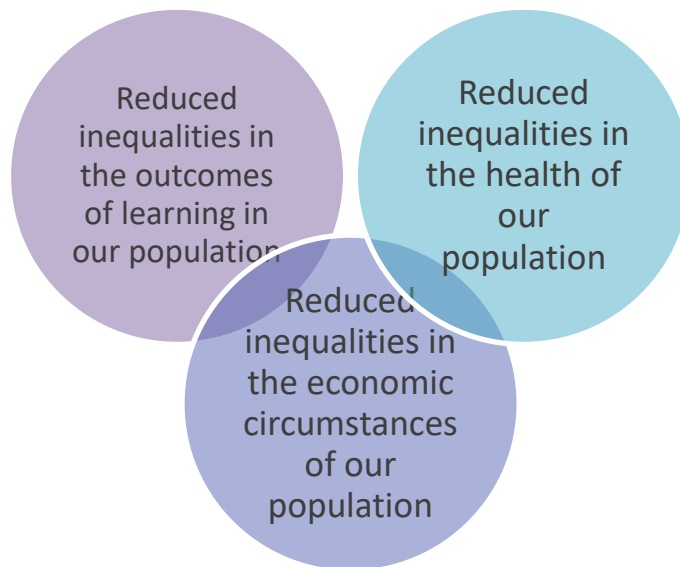 Reduced
inequalities in
the outcomes
of learning in
our population
Reduced
inequalities in
the health of
our
population
Reduced
inequalities in
the economic
circumstances
of our
population